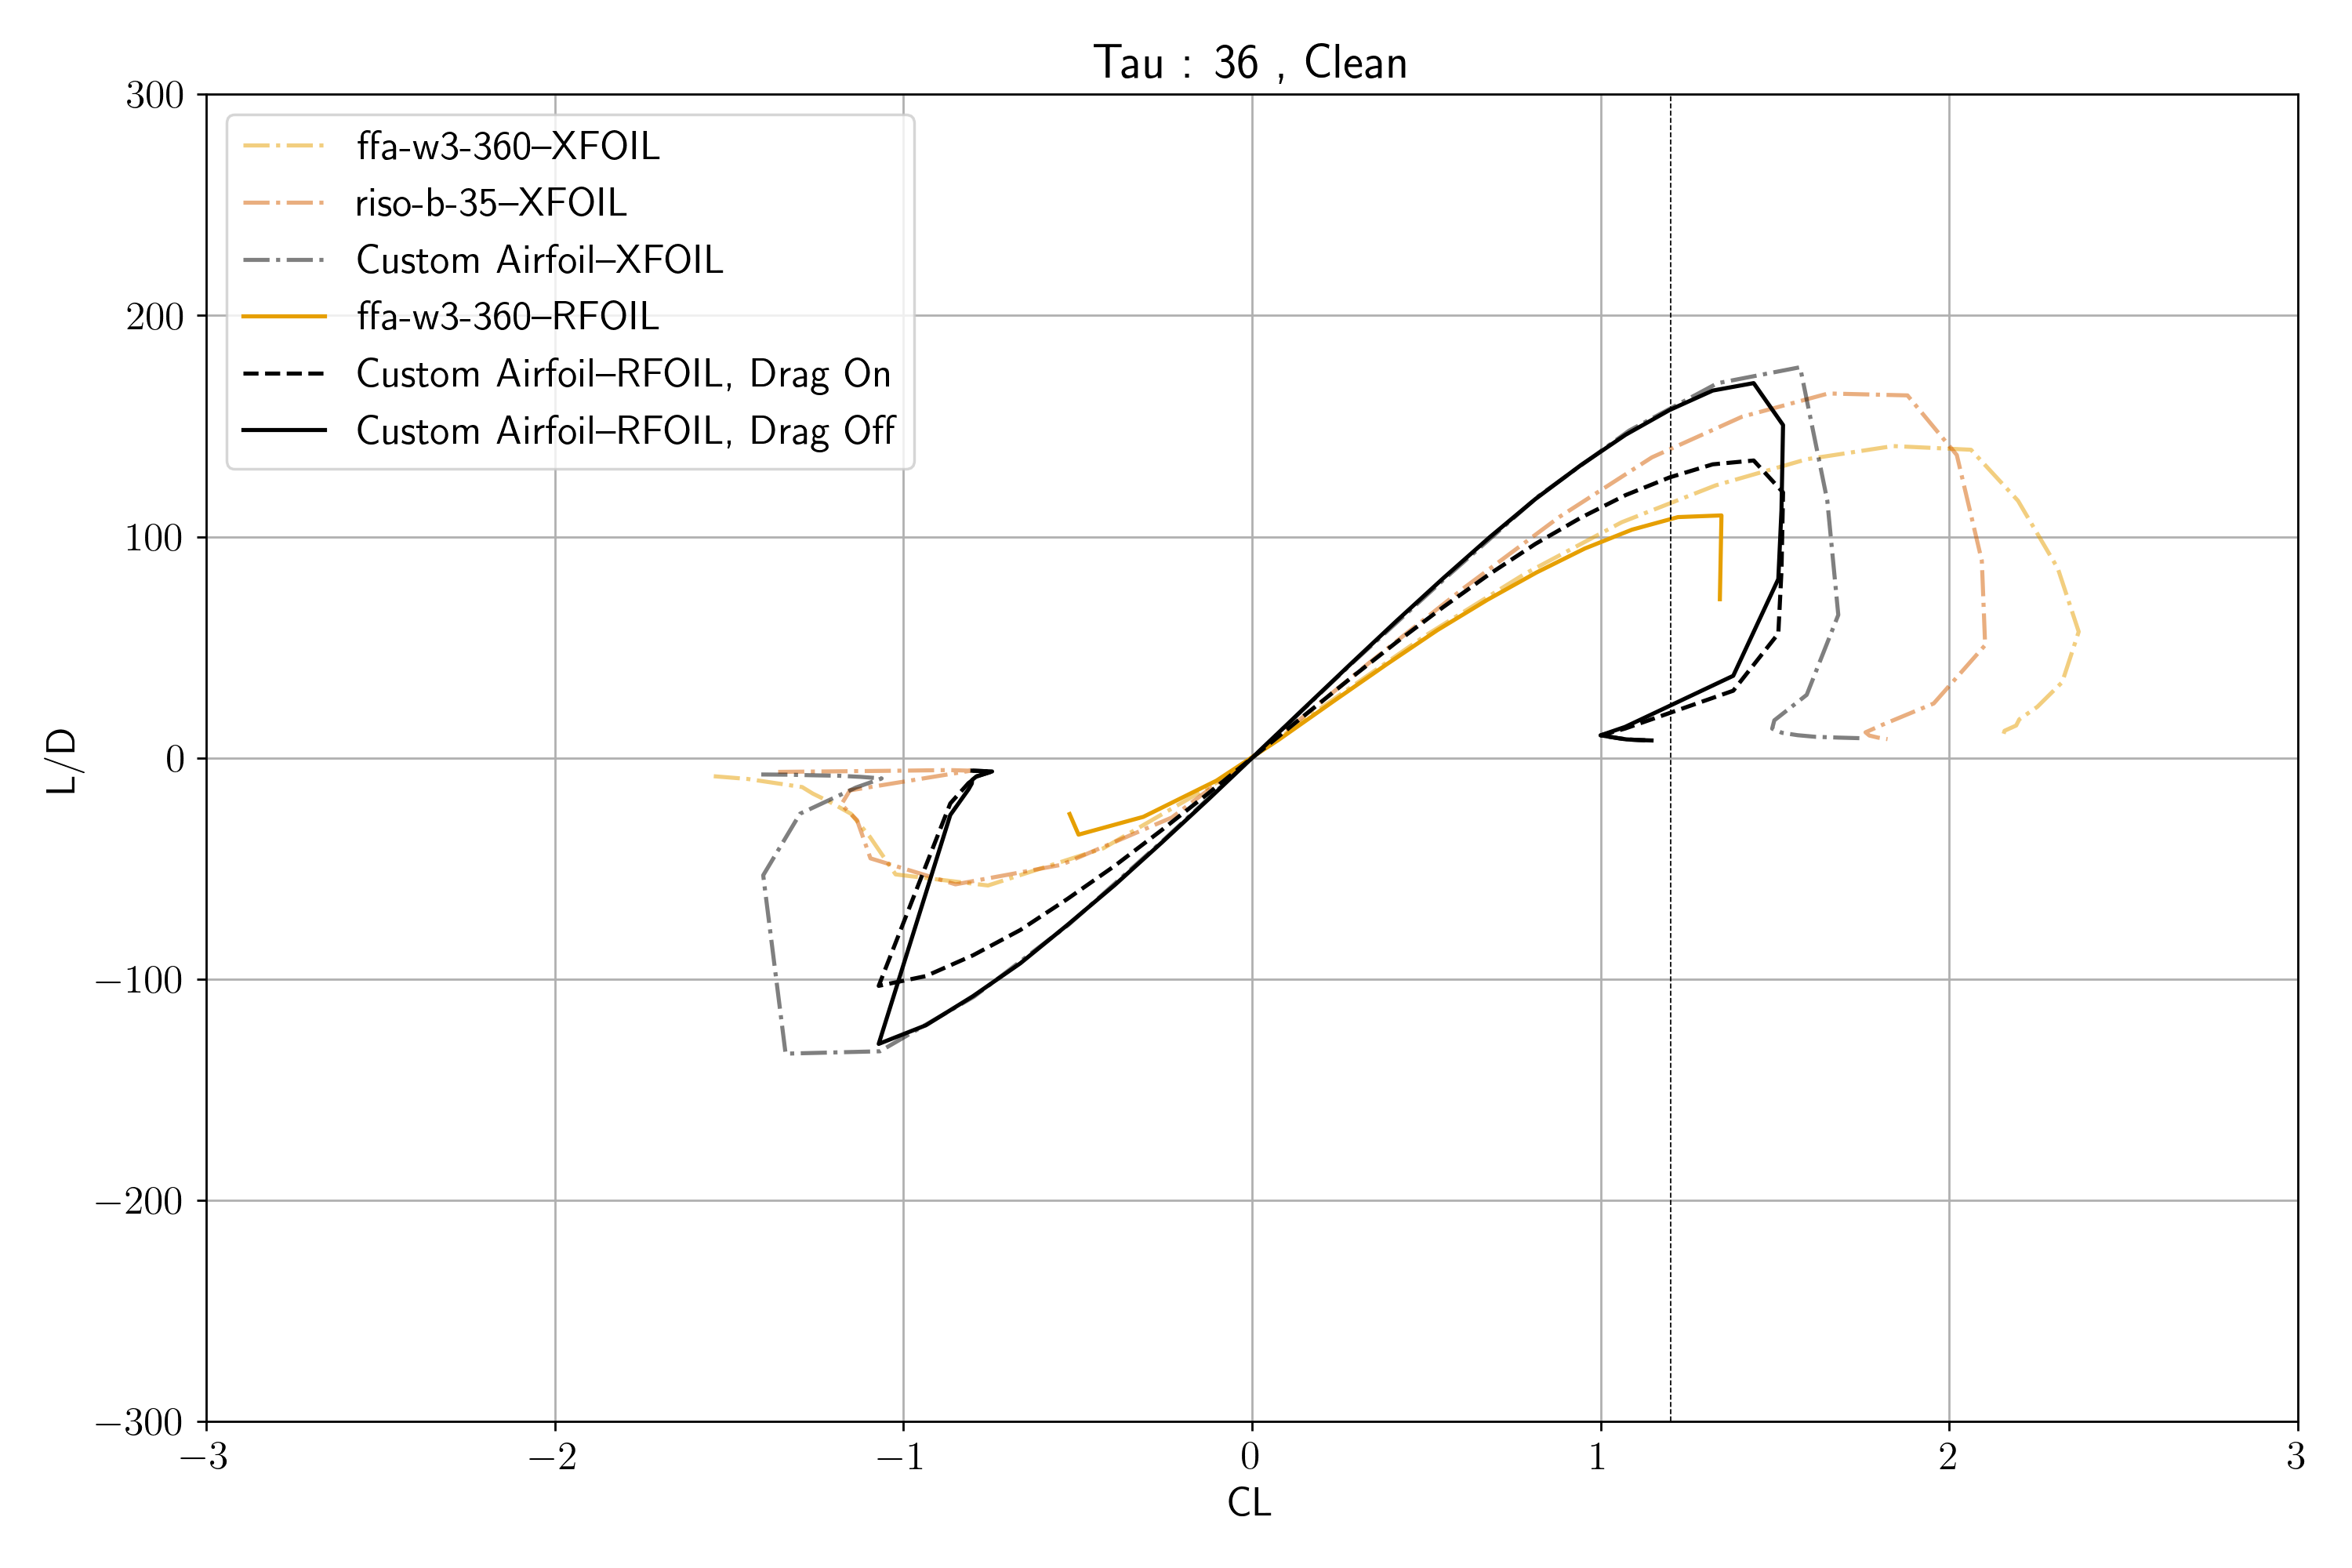 Tau : 36 , Clean
300
ffa-w3-360–XFOIL
riso-b-35–XFOIL
Custom Airfoil–XFOIL
ffa-w3-360–RFOIL
Custom Airfoil–RFOIL, Drag On
Custom Airfoil–RFOIL, Drag Off
200
100
L/D
0
−100
−200
−300
−3 −2 −1 0 1 2 3
CL